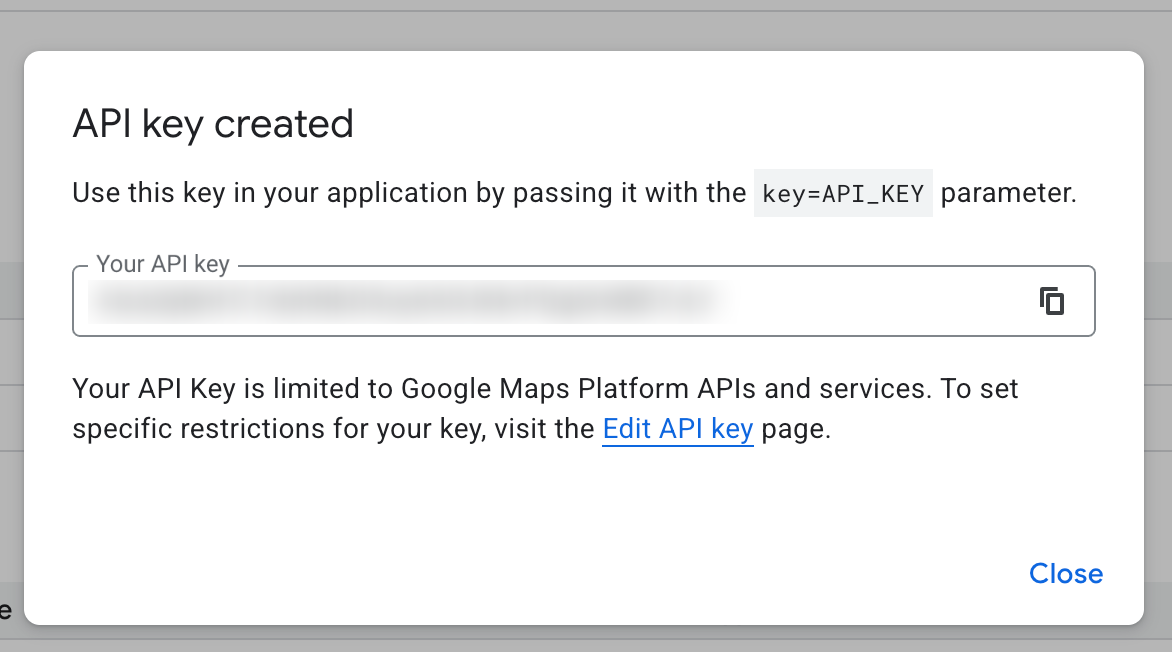 API key created
Use this key in your application by passing it with the key=API_KEY parameter.
Your API key
Your API Key is limited to Google Maps Platform APIs and services. To set
specific restrictions for your key, visit the Edit API key page.
Close
e